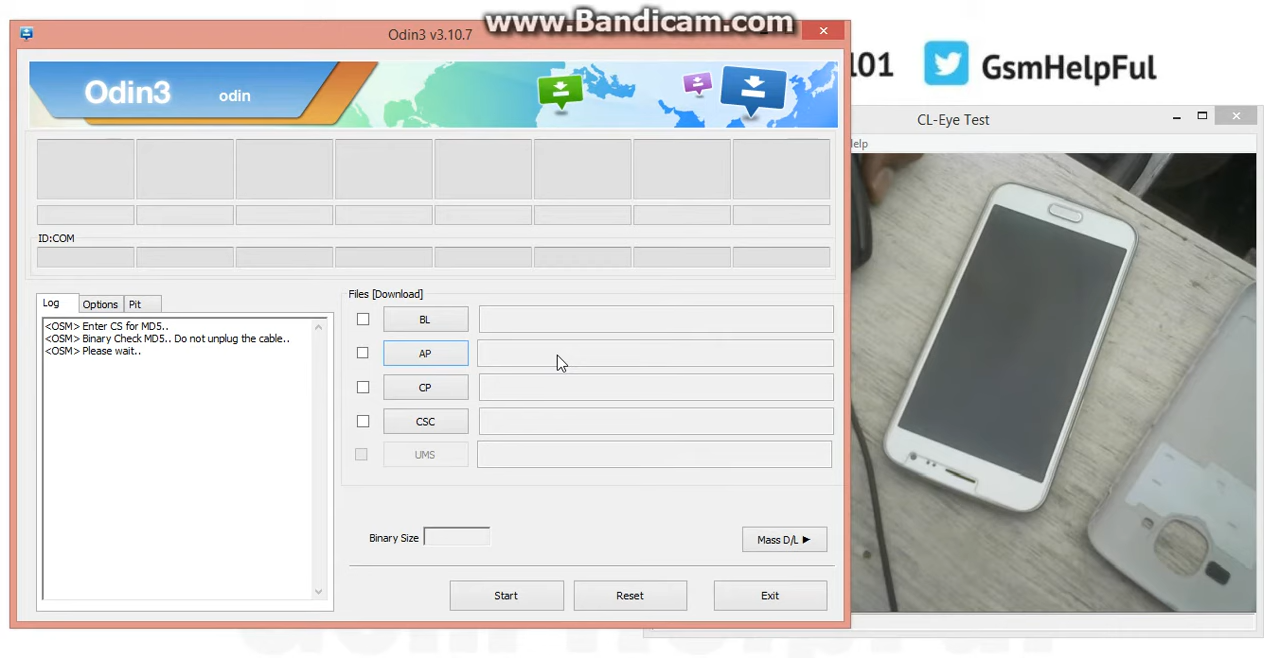 www.Bandicam.com
Odin3 v3.10.7
101 GsmHelpFul
Odin3 odin
CL-Eye Test
Help
ID:COM
Log Options Pit
<OSM> Enter CS for MD5..
<OSM> Binary Check MD5.. Do not unplug the cable..
<OSM> Please wait..
Files [Download]
BL
AP
CP
CSC
UMS
Binary Size
Mass D/L ►
Start Reset Exit